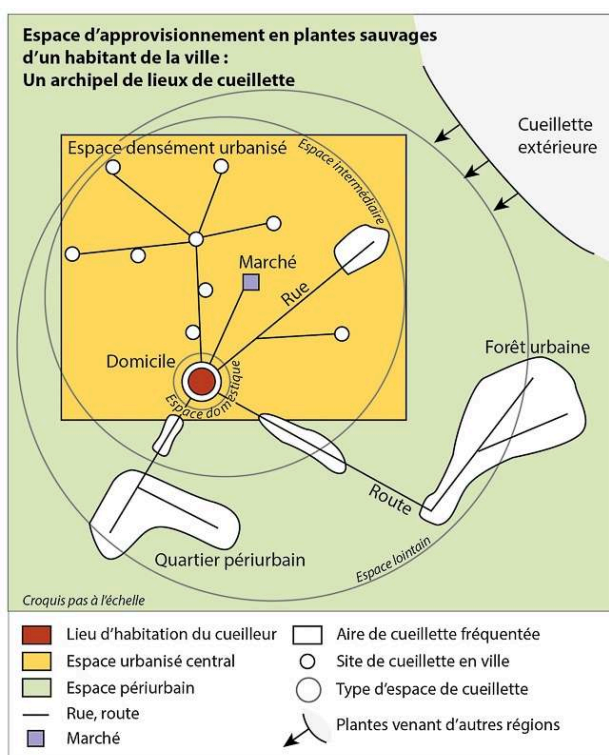 Espace d'approvisionnement en plantes sauvages
d'un habitant de la ville :
Un archipel de lieux de cueillette
Cueillette
extérieure
Espace densément urbanisé
Espace intermédiaire
Marché
Rue
Domicile
Espace domestique
Forêt urbaine
Route
Quartier périurbain
Espace lointain
Croquis pas à l'échelle
Lieu d'habitation du cueilleur
Espace urbanisé central
Espace périurbain
Rue, route
Marché
Aire de cueillette fréquentée
Site de cueillette en ville
Type d'espace de cueillette
Plantes venant d'autres régions